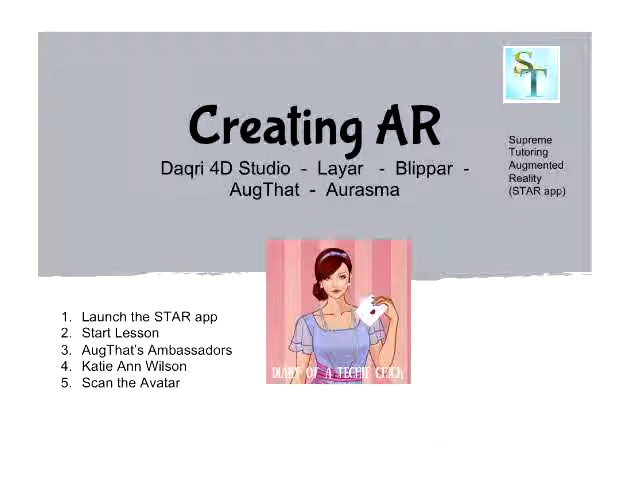 ST
Creating AR
Daqri 4D Studio - Layar - Blippar -
AugThat - Aurasma
Supreme
Tutoring
Augmented
Reality
(STAR app)
1. Launch the STAR app
2. Start Lesson
3. AugThat's Ambassadors
4. Katie Ann Wilson
5. Scan the Avatar
DIARY OF A TECHIE CHICK